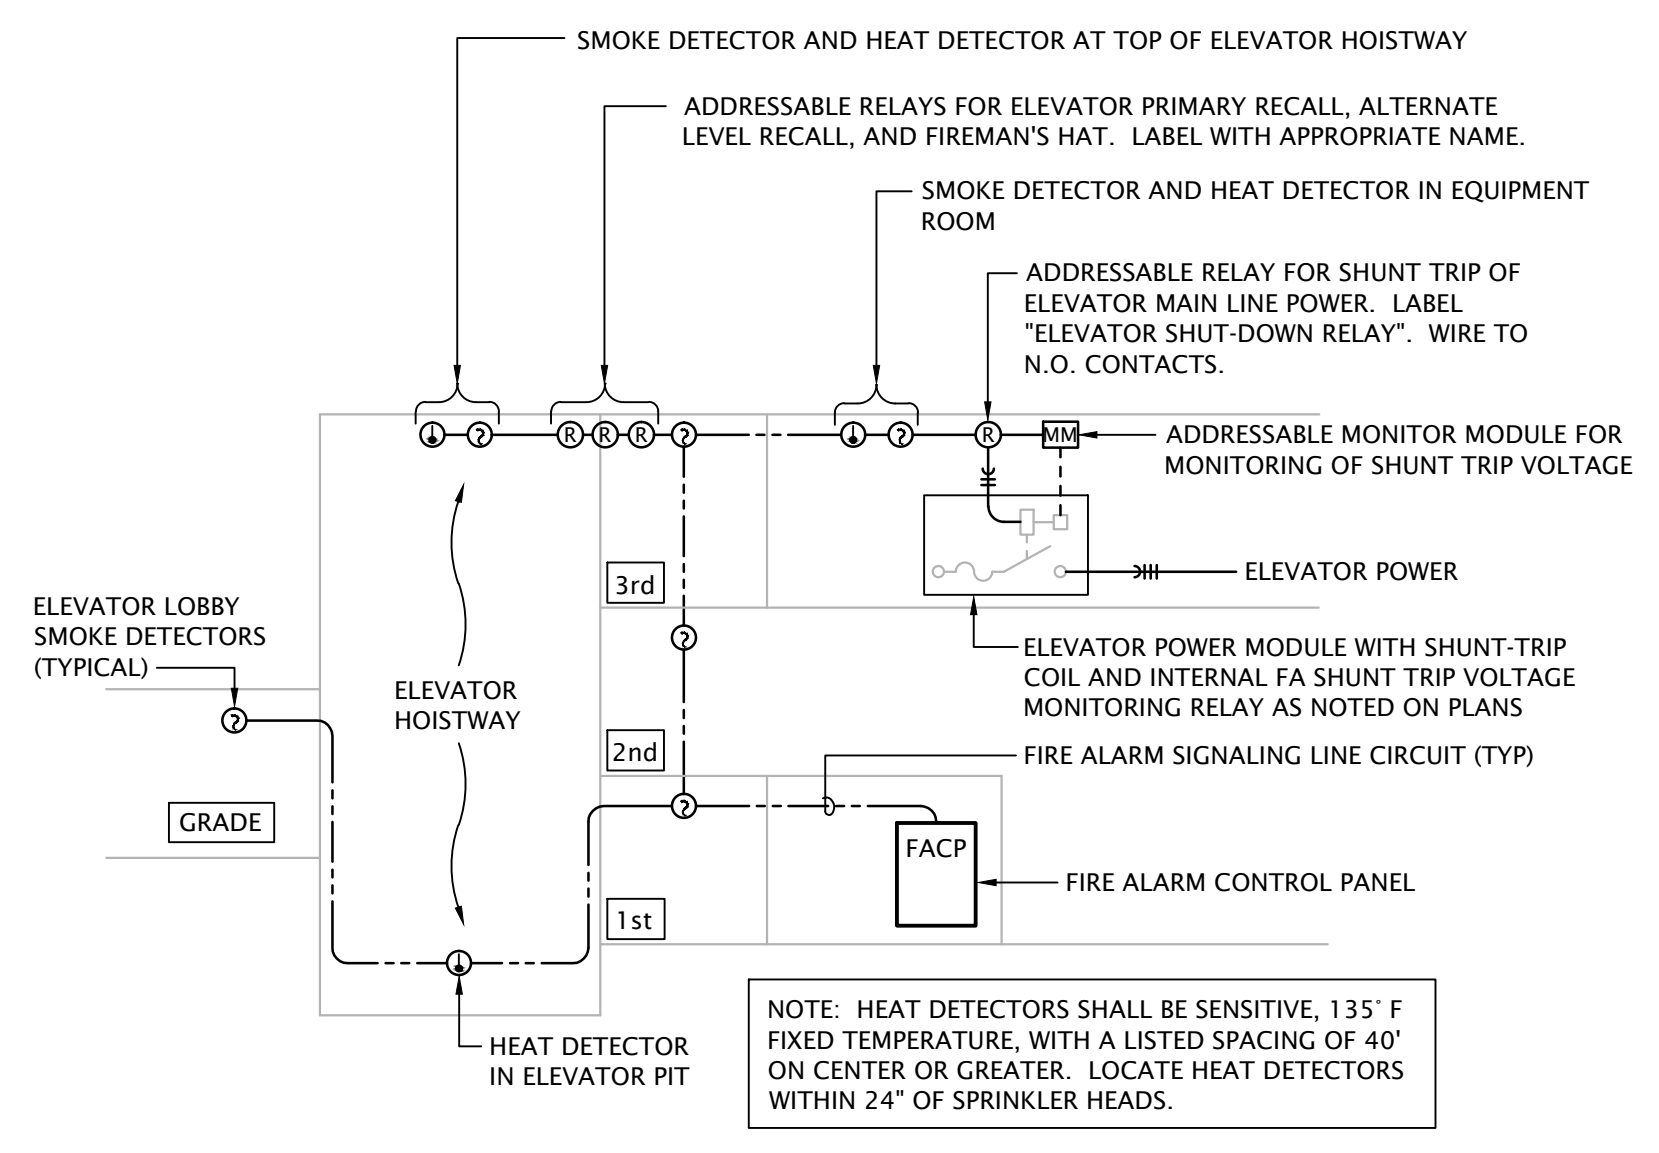 SMOKE DETECTOR AND HEAT DETECTOR AT TOP OF ELEVATOR HOISTWAY
ADDRESSABLE RELAYS FOR ELEVATOR PRIMARY RECALL, ALTERNATE
LEVEL RECALL, AND FIREMAN'S HAT. LABEL WITH APPROPRIATE NAME.
SMOKE DETECTOR AND HEAT DETECTOR IN EQUIPMENT
ROOM
ADDRESSABLE RELAY FOR SHUNT TRIP OF
ELEVATOR MAIN LINE POWER. LABEL
"ELEVATOR SHUT-DOWN RELAY". WIRE TO
N.O. CONTACTS.
R R R
R
MM
ADDRESSABLE MONITOR MODULE FOR
MONITORING OF SHUNT TRIP VOLTAGE
ELEVATOR POWER
3rd
ELEVATOR LOBBY
SMOKE DETECTORS
(TYPICAL)
ELEVATOR
HOISTWAY
ELEVATOR POWER MODULE WITH SHUNT-TRIP
COIL AND INTERNAL FA SHUNT TRIP VOLTAGE
MONITORING RELAY AS NOTED ON PLANS
2nd
FIRE ALARM SIGNALING LINE CIRCUIT (TYP)
GRADE
FACP
FIRE ALARM CONTROL PANEL
1st
HEAT DETECTOR
IN ELEVATOR PIT
NOTE: HEAT DETECTORS SHALL BE SENSITIVE, 135° F
FIXED TEMPERATURE, WITH A LISTED SPACING OF 40'
ON CENTER OR GREATER. LOCATE HEAT DETECTORS
WITHIN 24" OF SPRINKLER HEADS.